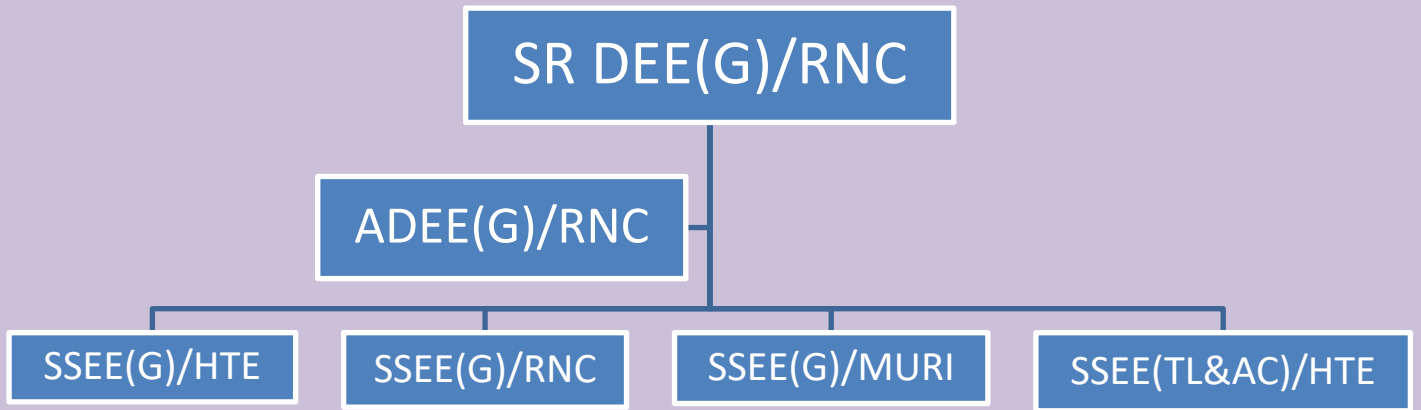 SR DEE(G)/RNC
ADEE(G)/RNC
SSEE(G)/HTE
SSEE(G)/RNC
SSEE(G)/MURI
SSEE(TL&AC)/HTE